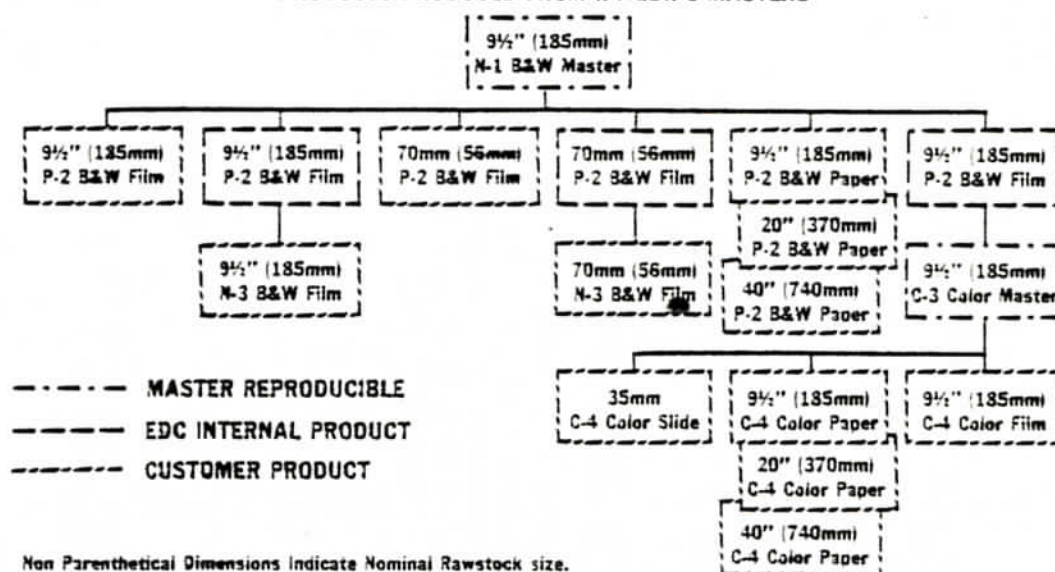 9½" (185mm)
N-1 B&W Master
9½" (185mm)
P-2 B&W Film
9½" (185mm)
P-2 B&W Film
70mm (56mm)
P-2 B&W Film
70mm (56mm)
P-2 B&W Film
9½" (185mm)
P-2 B&W Paper
9½" (185mm)
P-2 B&W Film
20" (370mm)
P-2 B&W Paper
40" (740mm)
P-2 B&W Paper
9½" (185mm)
N-3 B&W Film
70mm (56mm)
N-3 B&W Film
9½" (185mm)
C-3 Color Master
35mm
C-4 Color Slide
9½" (185mm)
C-4 Color Paper
9½" (185mm)
C-4 Color Film
20" (370mm)
C-4 Color Paper
40" (740mm)
C-4 Color Paper
MASTER REPRODUCIBLE
EDC INTERNAL PRODUCT
CUSTOMER PRODUCT
Non Parenthetical Dimensions Indicate Nominal Rawstock size.